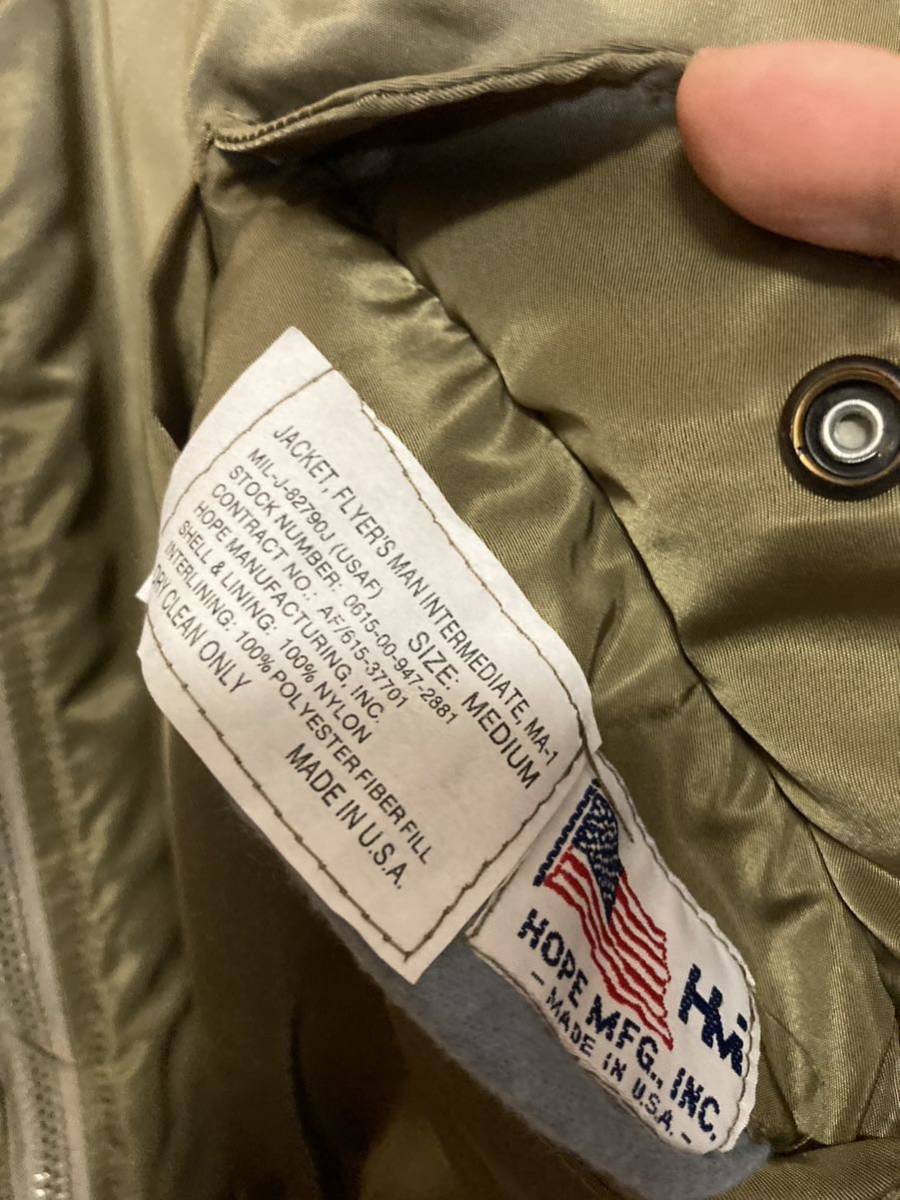 JACKET, FLYER'S MAN INTERMEDIATE, MA-1
MIL-J-82790J (USAF) SIZE: MEDIUM
STOCK NUMBER: 0615-00-947-2881
CONTRACT NO.: AF/615-37701
HOPE MANUFACTURING, INC.
SHELL & LINING: 100% NYLON
INTERLINING: 100% POLYESTER FIBER FILL
DRY CLEAN ONLY MADE IN U.S.A.
HMi
HOPE MFG., INC.
- MADE IN U.S.A. -